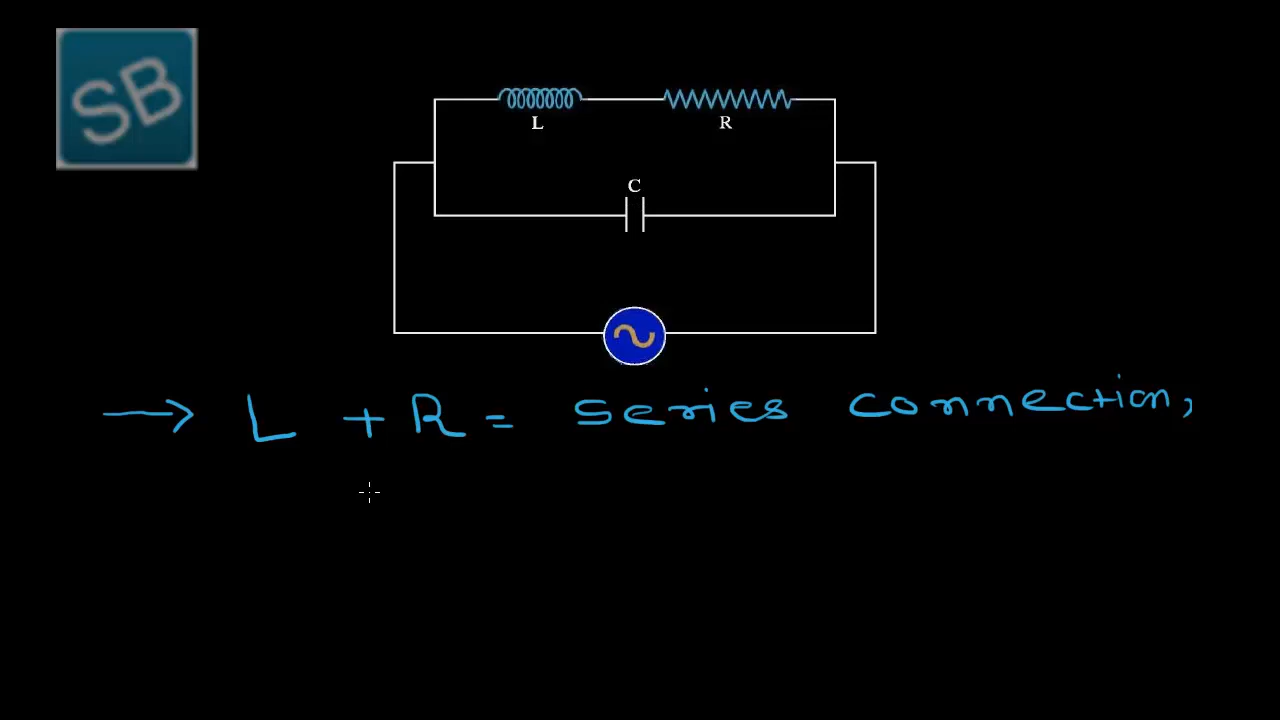 SB
L
R
C
→ L + R = series connection,